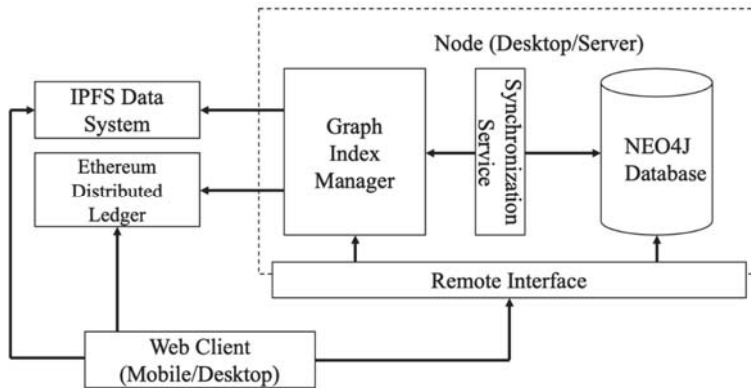 Node (Desktop/Server)
IPFS Data
System
Ethereum
Distributed
Ledger
Graph
Index
Manager
Synchronization
Service
NEO4J
Database
Remote Interface
Web Client
(Mobile/Desktop)